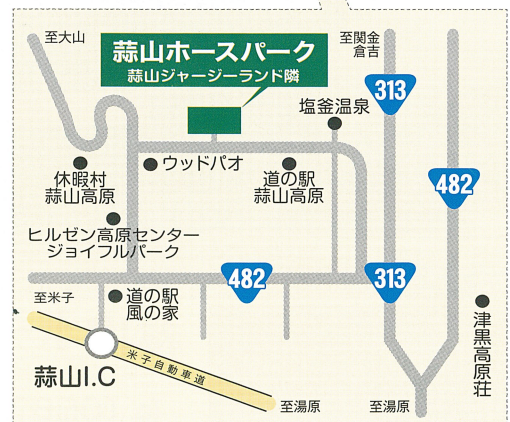 至大山
蒜山ホースパーク
蒜山ジャージーランド隣
至関金
倉吉
313
塩釜温泉
482
休暇村
蒜山高原
ウッドパオ
道の駅
蒜山高原
ヒルゼン高原センター
ジョイフルパーク
482
313
至米子
道の駅
風の家
津黒高原荘
米子自動車道
蒜山I.C
至湯原
至湯原